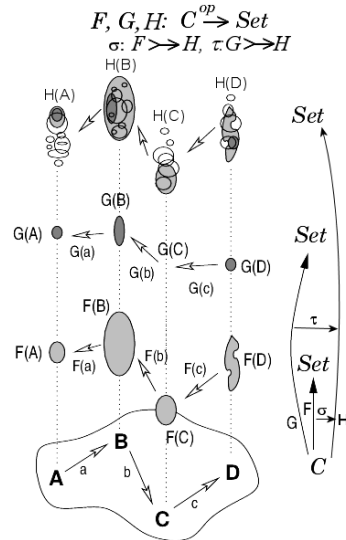 F, G, H: C^op → Set
σ: F ↣ H, τ: G ↣ H
H(A)
H(B)
H(C)
H(D)
Set
G(A)
G(a)
G(B)
G(b)
G(C)
G(c)
G(D)
Set
F(A)
F(a)
F(B)
F(b)
F(C)
F(c)
F(D)
τ
Set
G
F
σ
H
A
a
B
b
C
c
D
C